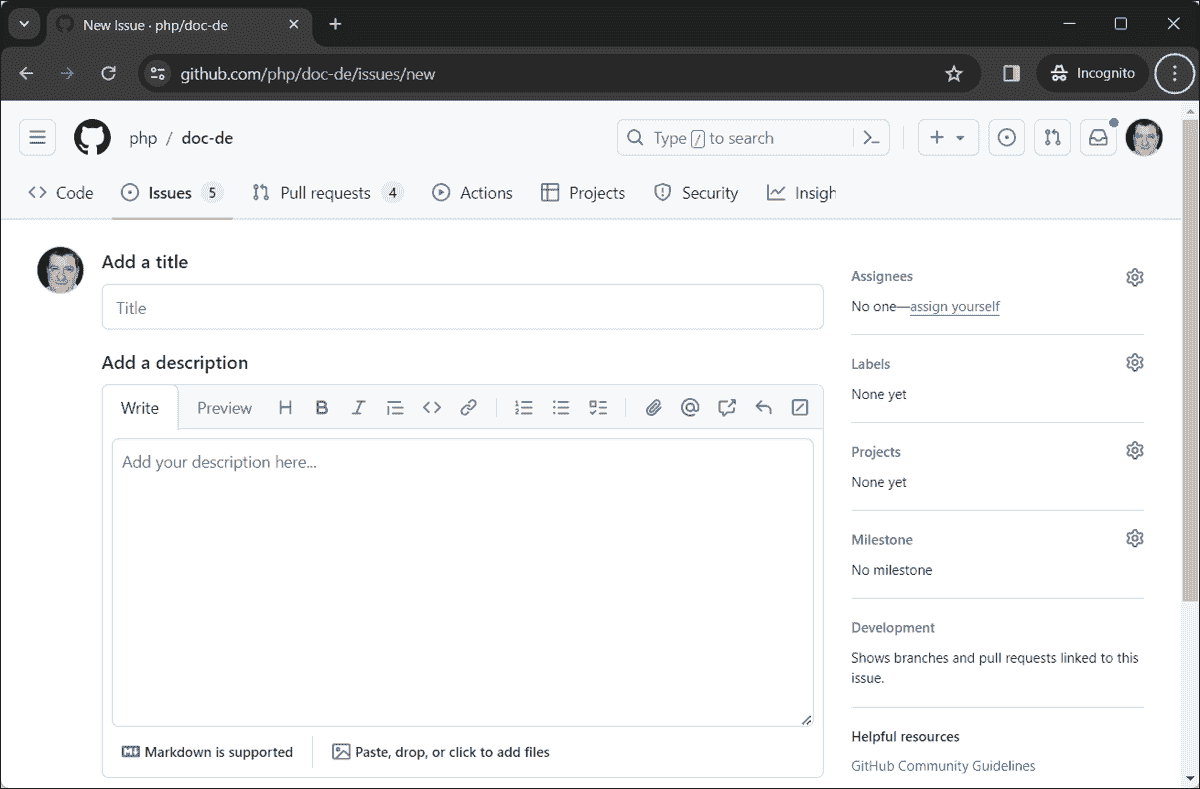 New Issue · php/doc-de
github.com/php/doc-de/issues/new
Incognito
php / doc-de
Type / to search
Code
Issues 5
Pull requests 4
Actions
Projects
Security
Insigh
Add a title
Title
Add a description
Write
Preview
Add your description here...
Markdown is supported
Paste, drop, or click to add files
Assignees
No one—assign yourself
Labels
None yet
Projects
None yet
Milestone
No milestone
Development
Shows branches and pull requests linked to this
issue.
Helpful resources
GitHub Community Guidelines